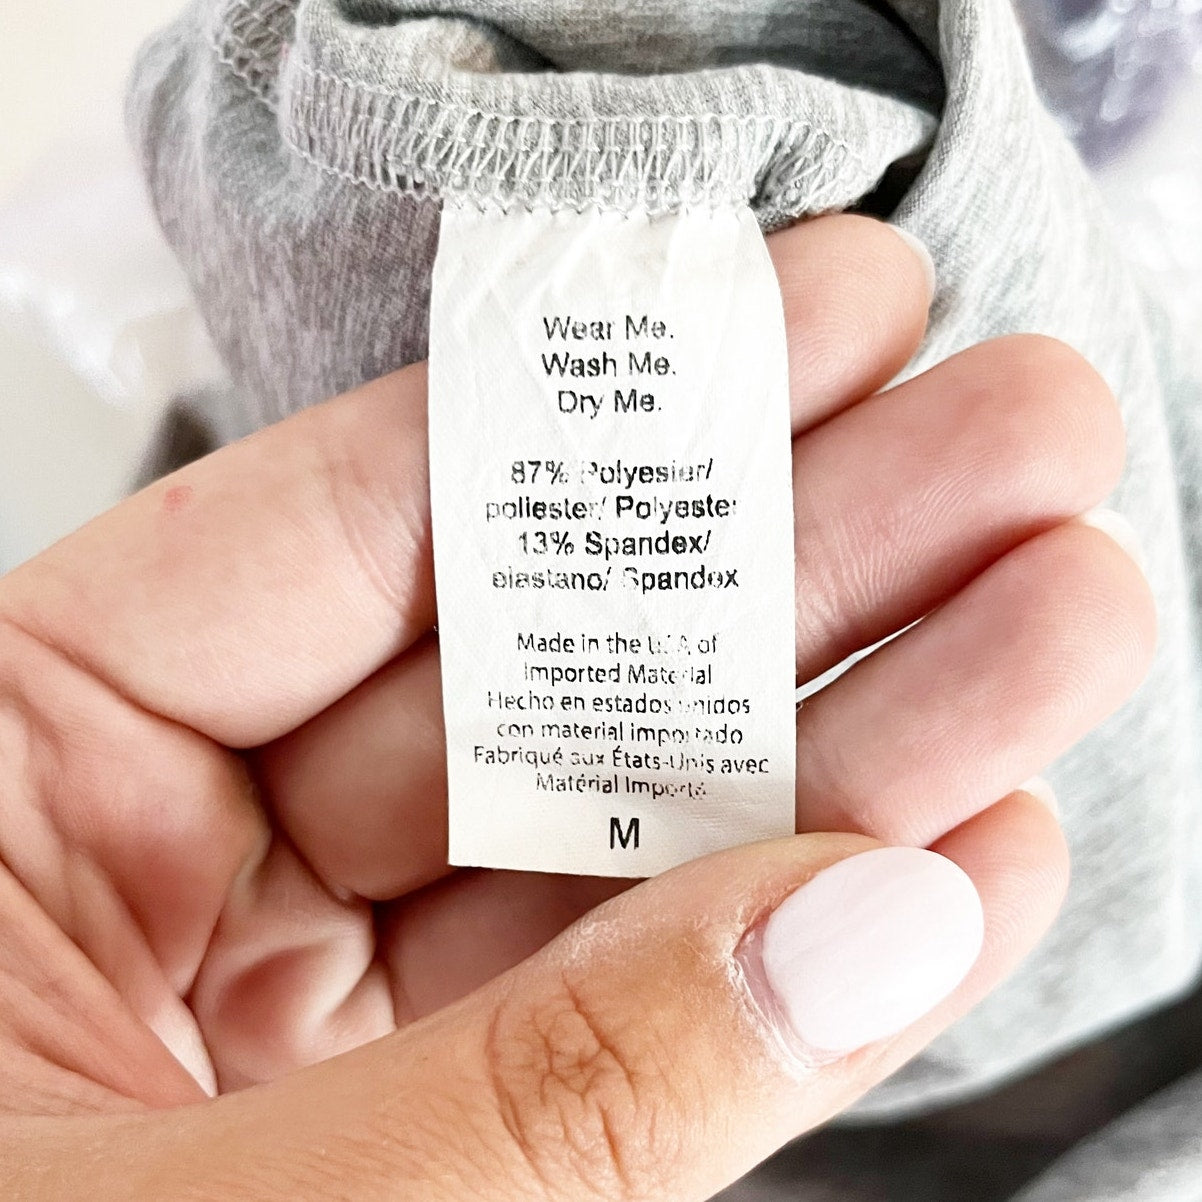 Wear Me.
Wash Me.
Dry Me.
87% Polyester/
poliester/ Polyester
13% Spandex/
elastano/ Spandex
Made in the USA of
Imported Material
Hecho en estados unidos
con material importado
Fabriqué aux États-Unis avec
Matérial Importé
M